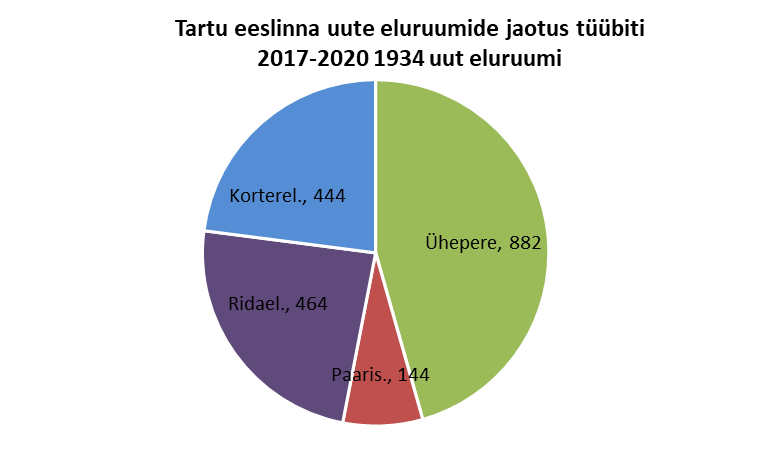 Tartu eeslinna uute eluruumide jaotus tüübiti
2017-2020 1934 uut eluruumi
Korterel., 444
Ühepere, 882
Ridael., 464
Paaris., 144